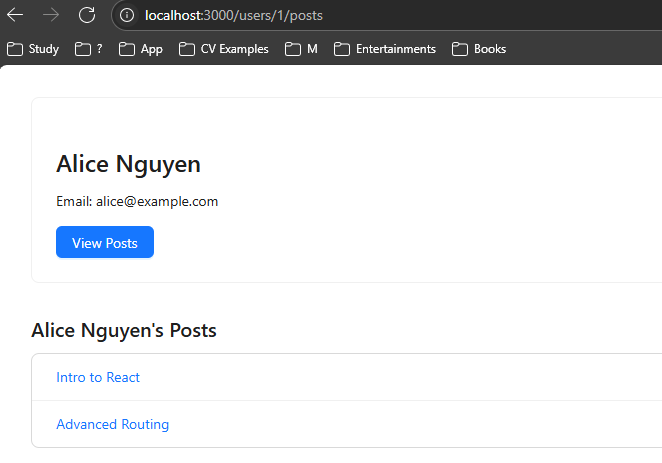 localhost:3000/users/1/posts
Study ? App CV Examples M Entertainments Books
Alice Nguyen
Email: alice@example.com
View Posts
Alice Nguyen's Posts
Intro to React
Advanced Routing